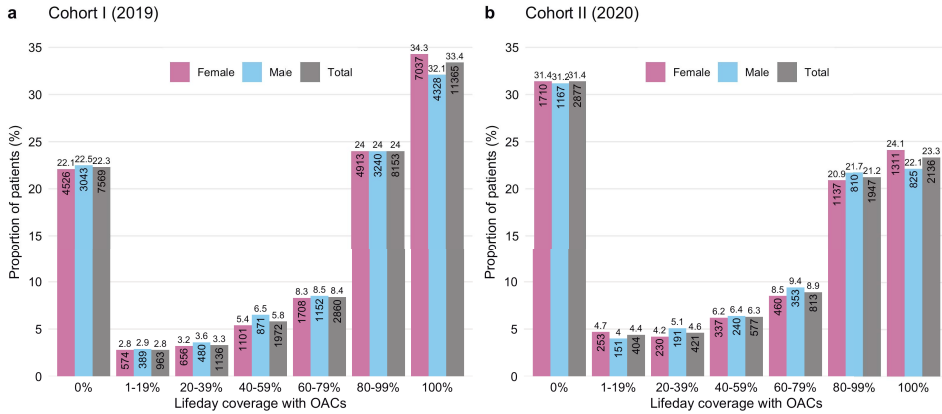 a Cohort I (2019)
Proportion of patients (%)
35
30
25
20
15
10
5
0
Female Male Total
22.1 22.5 22.3
4526 3043 7569
2.8 2.9 2.8
574 389 963
3.2 3.6 3.3
656 480 1136
5.4 6.5 5.8
1101 871 1972
8.3 8.5 8.4
1708 1152 2860
24 24 24
4913 3240 8153
34.3 32.1 33.4
7037 4328 11365
0% 1-19% 20-39% 40-59% 60-79% 80-99% 100%
Lifeday coverage with OACs
b Cohort II (2020)
Proportion of patients (%)
35
30
25
20
15
10
5
0
Female Male Total
31.4 31.2 31.4
1710 1167 2877
4.7 4 4.4
253 151 404
4.2 5.1 4.6
230 191 421
6.2 6.4 6.3
337 240 577
8.5 9.4 8.9
460 353 813
20.9 21.7 21.2
1137 810 1947
24.1 22.1 23.3
1311 825 2136
0% 1-19% 20-39% 40-59% 60-79% 80-99% 100%
Lifeday coverage with OACs